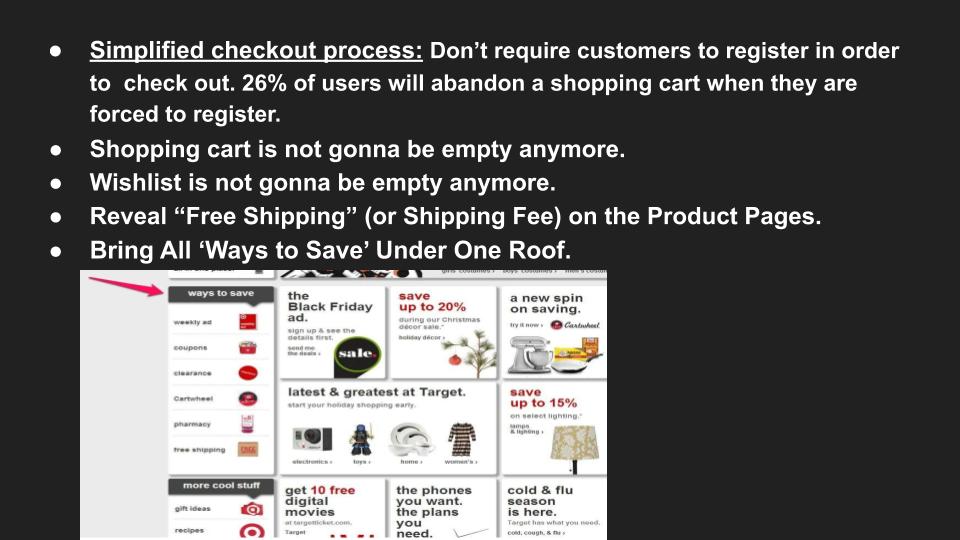 ● Simplified checkout process: Don’t require customers to register in order
to  check out. 26% of users will abandon a shopping cart when they are
forced to register.
● Shopping cart is not gonna be empty anymore.
● Wishlist is not gonna be empty anymore.
● Reveal “Free Shipping” (or Shipping Fee) on the Product Pages.
● Bring All ‘Ways to Save’ Under One Roof.
girls' costumes ›
boys' costumes ›
ways to save
weekly ad
coupons
clearance
Cartwheel
pharmacy
free shipping
more cool stuff
gift ideas
recipes
the
Black Friday
ad.
sign up & see the
details first.
send me
the deals ›
sale.
save
up to 20%
during our Christmas
décor sale.*
holiday décor ›
a new spin
on saving.
try it now ›
Cartwheel
latest & greatest at Target.
start your holiday shopping early.
electronics ›
toys ›
home ›
women's ›
save
up to 15%
on select lighting.*
lamps
& lighting ›
get 10 free
digital
movies
at targetticket.com.
Target
the phones
you want.
the plans
you
need.
cold & flu
season
is here.
Target has what you need.
cold, cough, & flu ›